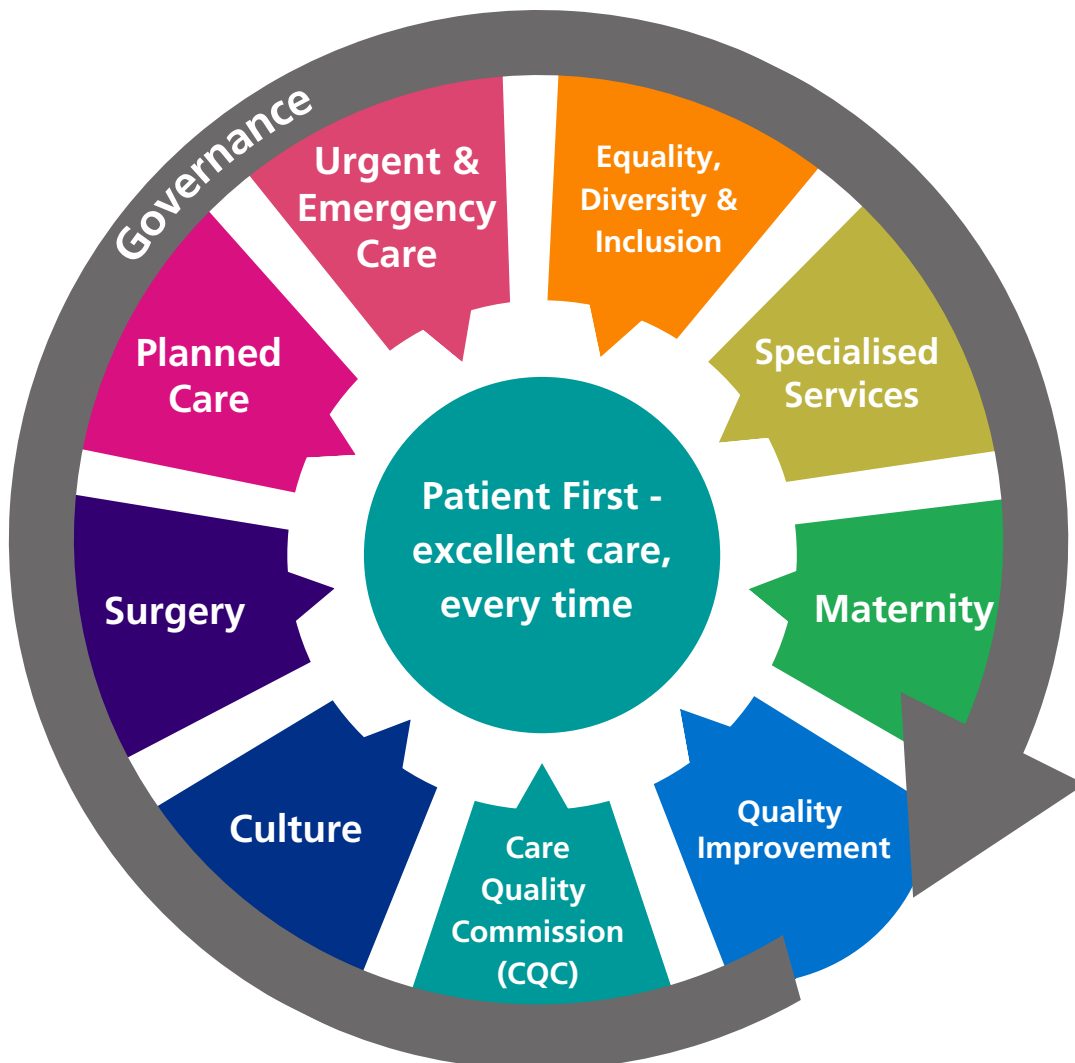 Governance
Urgent &
Emergency
Care
Equality,
Diversity &
Inclusion
Specialised
Services
Maternity
Quality
Improvement
Care
Quality
Commission
(CQC)
Culture
Surgery
Planned
Care
Patient First -
excellent care,
every time